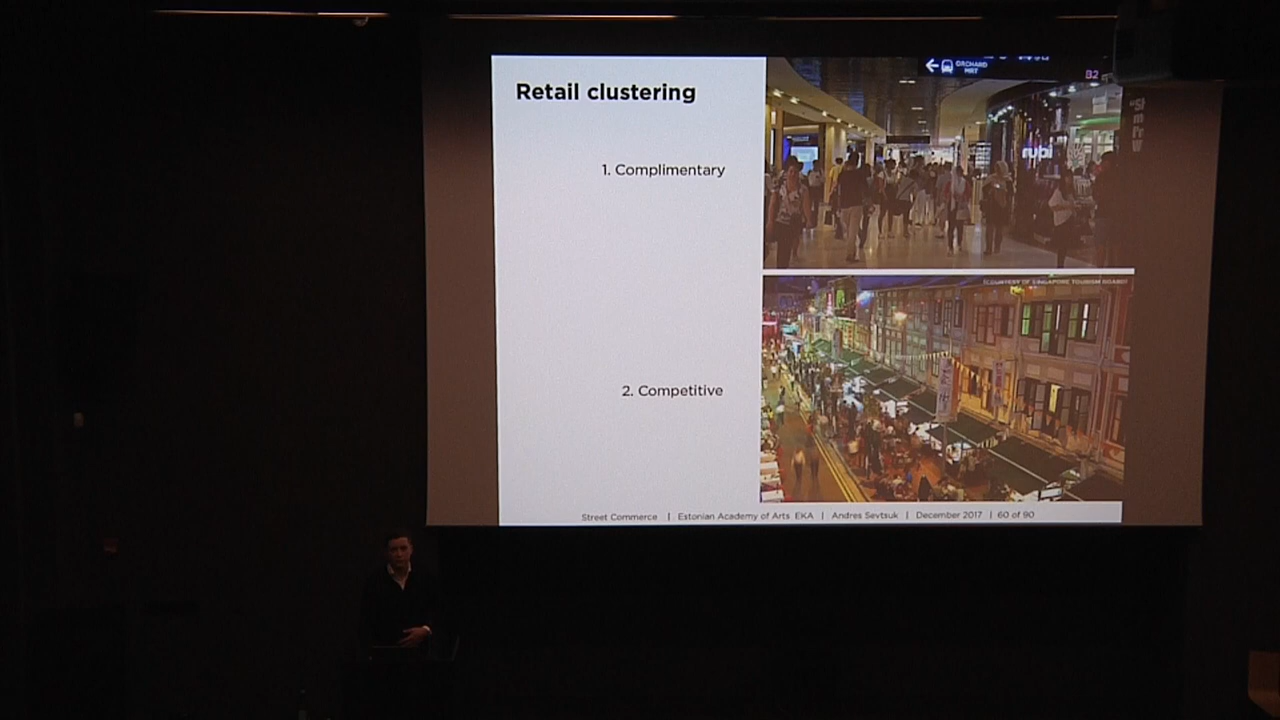 Retail clustering
1. Complimentary
2. Competitive
ORCHARD
MRT
B2
rubi
(COURTESY OF SINGAPORE TOURISM BOARD)
Street Commerce | Estonian Academy of Arts EKA | Andres Sevtsuk | December 2017 | 60 of 90